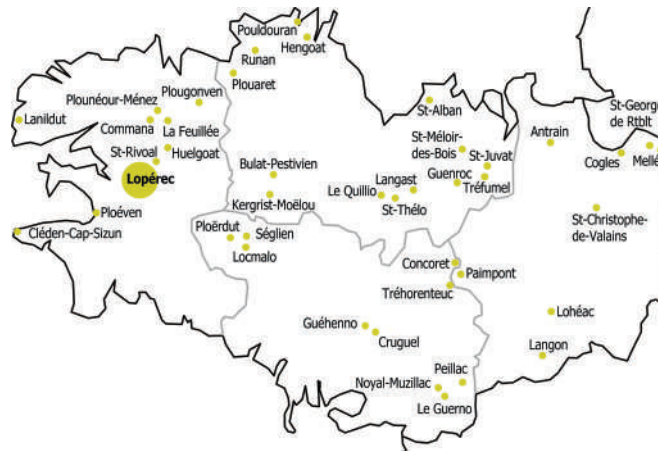 Pouldouran
Hengoat
Runan
Plouaret
Plougonven
Plounéour-Ménez
Lanildut
Commana
La Feuillée
St-Rivoal
Huelgoat
Lopérec
Ploéven
Cléden-Cap-Sizun
Bulat-Pestivien
Kergrist-Moëlou
St-Alban
St-Méloir-
des-Bois
St-Juvat
Guenroc
Tréfumel
Langast
Le Quillio
St-Thélo
Antrain
St-George
de Rtblt
Cogles
Mellé
St-Christophe-
de-Valains
Ploërdut
Séglien
Locmalo
Concoret
Paimpont
Tréhorenteuc
Guéhenno
Cruguel
Lohéac
Langon
Peillac
Noyal-Muzillac
Le Guerno